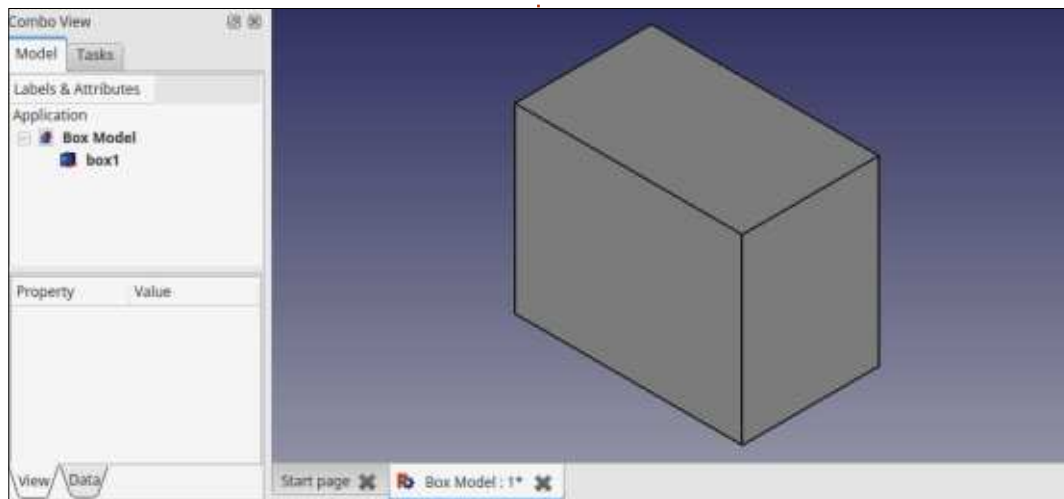 Combo View
Model Tasks
Labels & Attributes
Application
Box Model
box1
Property Value
View Data
Start page Box Model : 1*